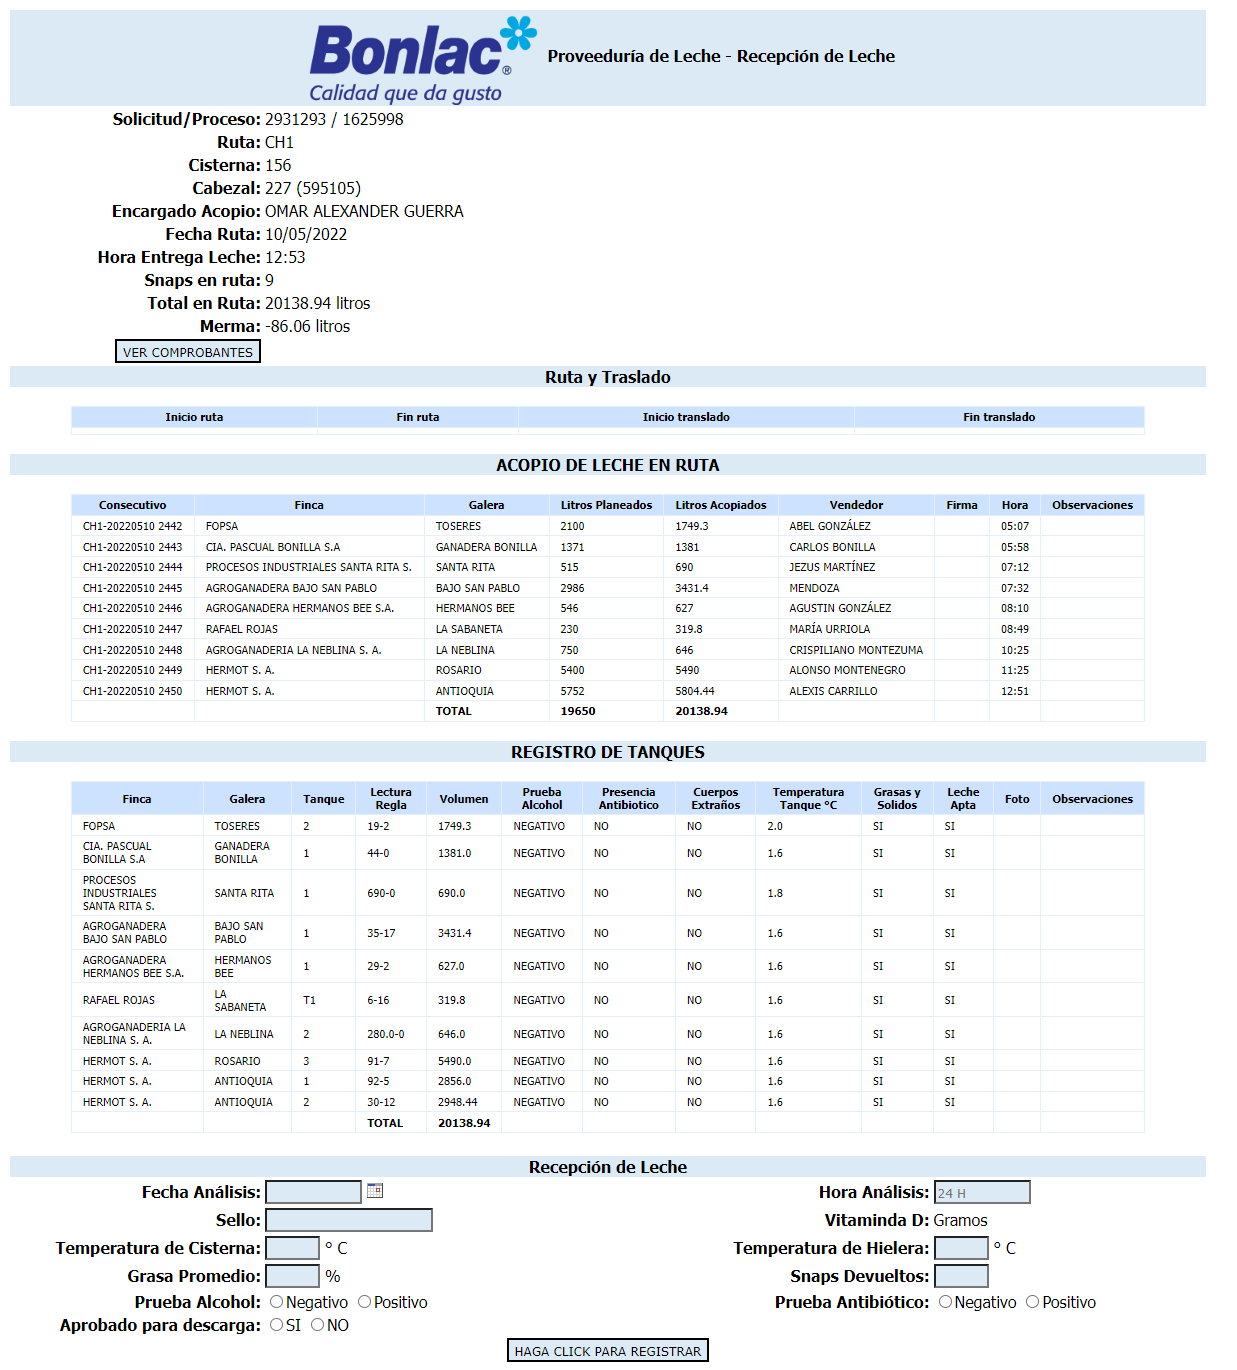 Bonlac®
Calidad que da gusto
Proveeduría de Leche - Recepción de Leche
Solicitud/Proceso: 2931293 / 1625998
Ruta: CH1
Cisterna: 156
Cabezal: 227 (595105)
Encargado Acopio: OMAR ALEXANDER GUERRA
Fecha Ruta: 10/05/2022
Hora Entrega Leche: 12:53
Snaps en ruta: 9
Total en Ruta: 20138.94 litros
Merma: -86.06 litros
VER COMPROBANTES
Ruta y Traslado
Inicio ruta Fin ruta Inicio translado Fin translado
ACOPIO DE LECHE EN RUTA
Consecutivo Finca Galera Litros Planeados Litros Acopiados Vendedor Firma Hora Observaciones
CH1-20220510 2442 FOPSA TOSERES 2100 1749.3 ABEL GONZÁLEZ 05:07
CH1-20220510 2443 CIA. PASCUAL BONILLA S.A GANADERA BONILLA 1371 1381 CARLOS BONILLA 05:58
CH1-20220510 2444 PROCESOS INDUSTRIALES SANTA RITA S. SANTA RITA 515 690 JEZUS MARTÍNEZ 07:12
CH1-20220510 2445 AGROGANADERA BAJO SAN PABLO BAJO SAN PABLO 2986 3431.4 MENDOZA 07:32
CH1-20220510 2446 AGROGANADERA HERMANOS BEE S.A. HERMANOS BEE 546 627 AGUSTIN GONZÁLEZ 08:10
CH1-20220510 2447 RAFAEL ROJAS LA SABANETA 230 319.8 MARÍA URRIOLA 08:49
CH1-20220510 2448 AGROGANADERIA LA NEBLINA S. A. LA NEBLINA 750 646 CRISPILIANO MONTEZUMA 10:25
CH1-20220510 2449 HERMOT S. A. ROSARIO 5400 5490 ALONSO MONTENEGRO 11:25
CH1-20220510 2450 HERMOT S. A. ANTIOQUIA 5752 5804.44 ALEXIS CARRILLO 12:51
TOTAL 19650 20138.94
REGISTRO DE TANQUES
Finca Galera Tanque Lectura Regla Volumen Prueba Alcohol Presencia Antibiotico Cuerpos Extraños Temperatura Tanque °C Grasas y Solidos Leche Apta Foto Observaciones
FOPSA TOSERES 2 19-2 1749.3 NEGATIVO NO NO 2.0 SI SI
CIA. PASCUAL BONILLA S.A GANADERA BONILLA 1 44-0 1381.0 NEGATIVO NO NO 1.6 SI SI
PROCESOS INDUSTRIALES SANTA RITA S. SANTA RITA 1 690-0 690.0 NEGATIVO NO NO 1.8 SI SI
AGROGANADERA BAJO SAN PABLO BAJO SAN PABLO 1 35-17 3431.4 NEGATIVO NO NO 1.6 SI SI
AGROGANADERA HERMANOS BEE S.A. HERMANOS BEE 1 29-2 627.0 NEGATIVO NO NO 1.6 SI SI
RAFAEL ROJAS LA SABANETA T1 6-16 319.8 NEGATIVO NO NO 1.6 SI SI
AGROGANADERIA LA NEBLINA S. A. LA NEBLINA 2 280.0-0 646.0 NEGATIVO NO NO 1.6 SI SI
HERMOT S. A. ROSARIO 3 91-7 5490.0 NEGATIVO NO NO 1.6 SI SI
HERMOT S. A. ANTIOQUIA 1 92-5 2856.0 NEGATIVO NO NO 1.6 SI SI
HERMOT S. A. ANTIOQUIA 2 30-12 2948.44 NEGATIVO NO NO 1.6 SI SI
TOTAL 20138.94
Recepción de Leche
Fecha Análisis: Hora Análisis: 24 H
Sello: Vitaminda D: Gramos
Temperatura de Cisterna: ° C Temperatura de Hielera: ° C
Grasa Promedio: % Snaps Devueltos:
Prueba Alcohol: Negativo Positivo Prueba Antibiótico: Negativo Positivo
Aprobado para descarga: SI NO
HAGA CLICK PARA REGISTRAR